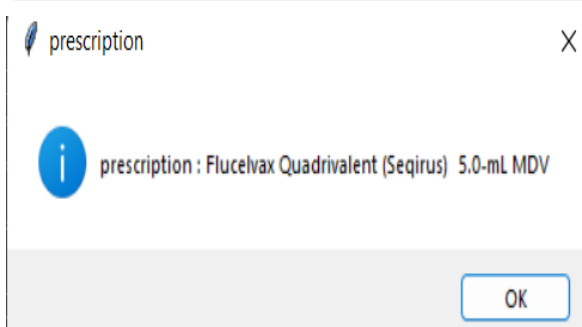 prescription
prescription : Flucelvax Quadrivalent (Seqirus)  5.0-mL MDV
OK